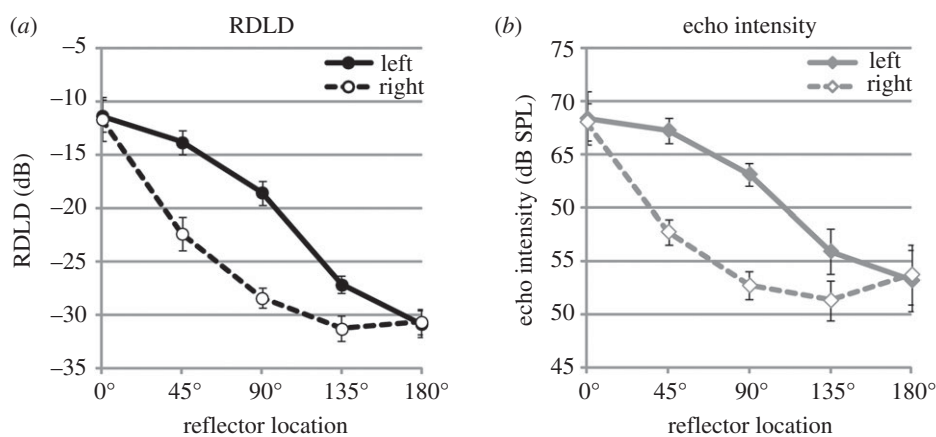 (a) RDLD
–5
–10
–15
–20
–25
–30
–35
RDLD (dB)
left
right
0° 45° 90° 135° 180°
reflector location
(b) echo intensity
75
70
65
50
55
50
45
echo intensity (dB SPL)
left
right
0° 45° 90° 135° 180°
reflector location